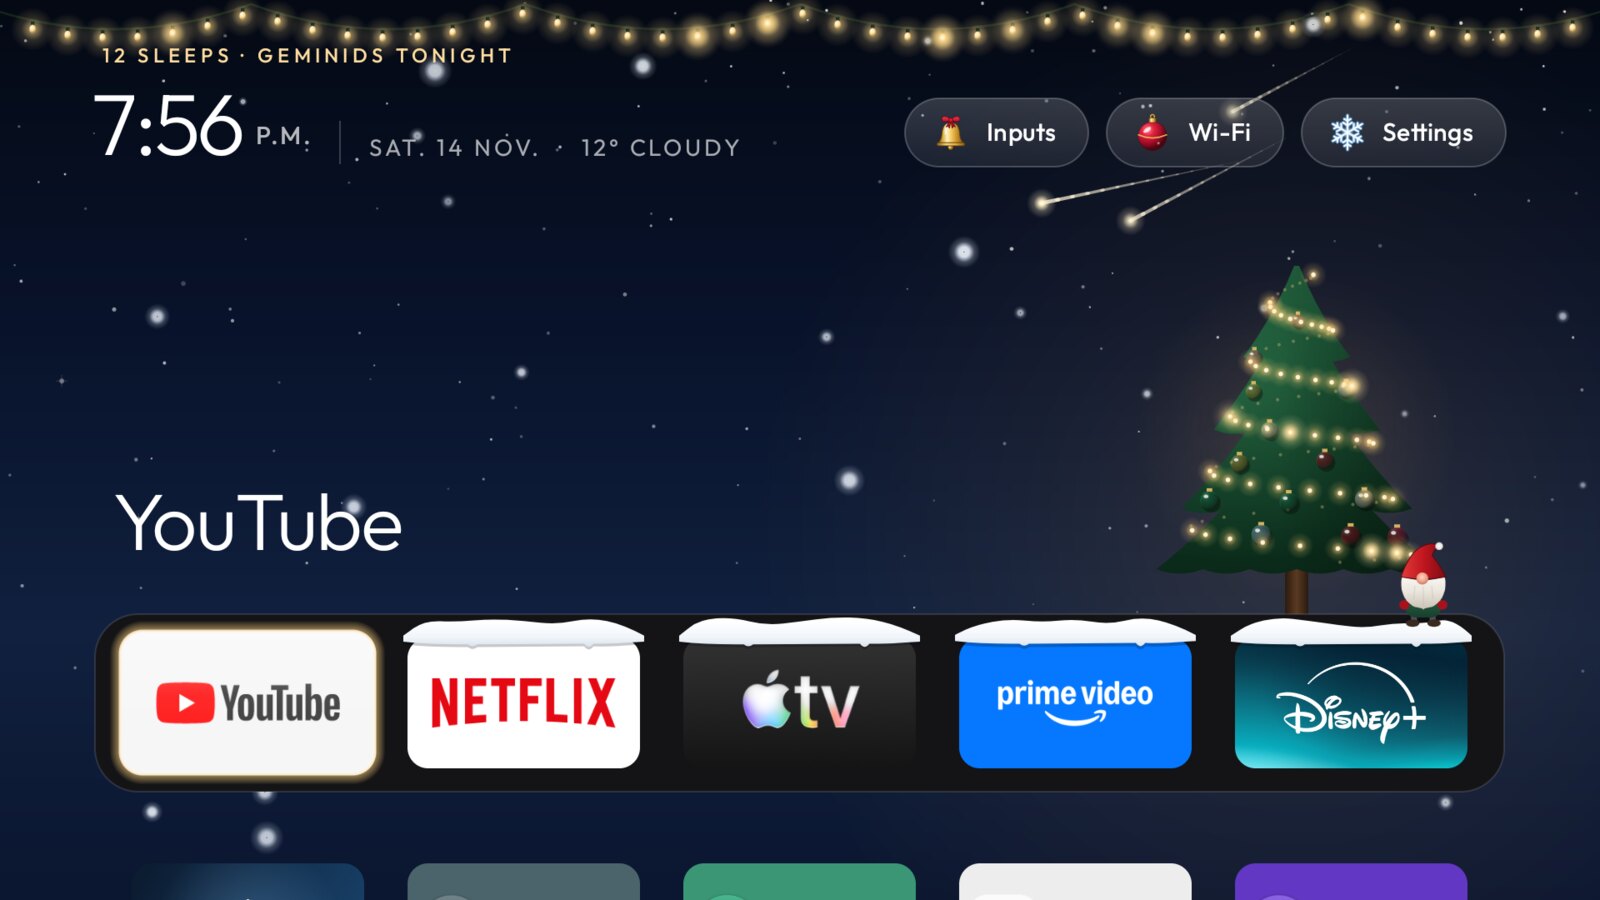 12 SLEEPS · GEMINIDS TONIGHT
7:56 P.M.
SAT. 14 NOV. · 12° CLOUDY
Inputs
Wi-Fi
Settings
YouTube
YouTube
NETFLIX
tv
prime video
Disney+